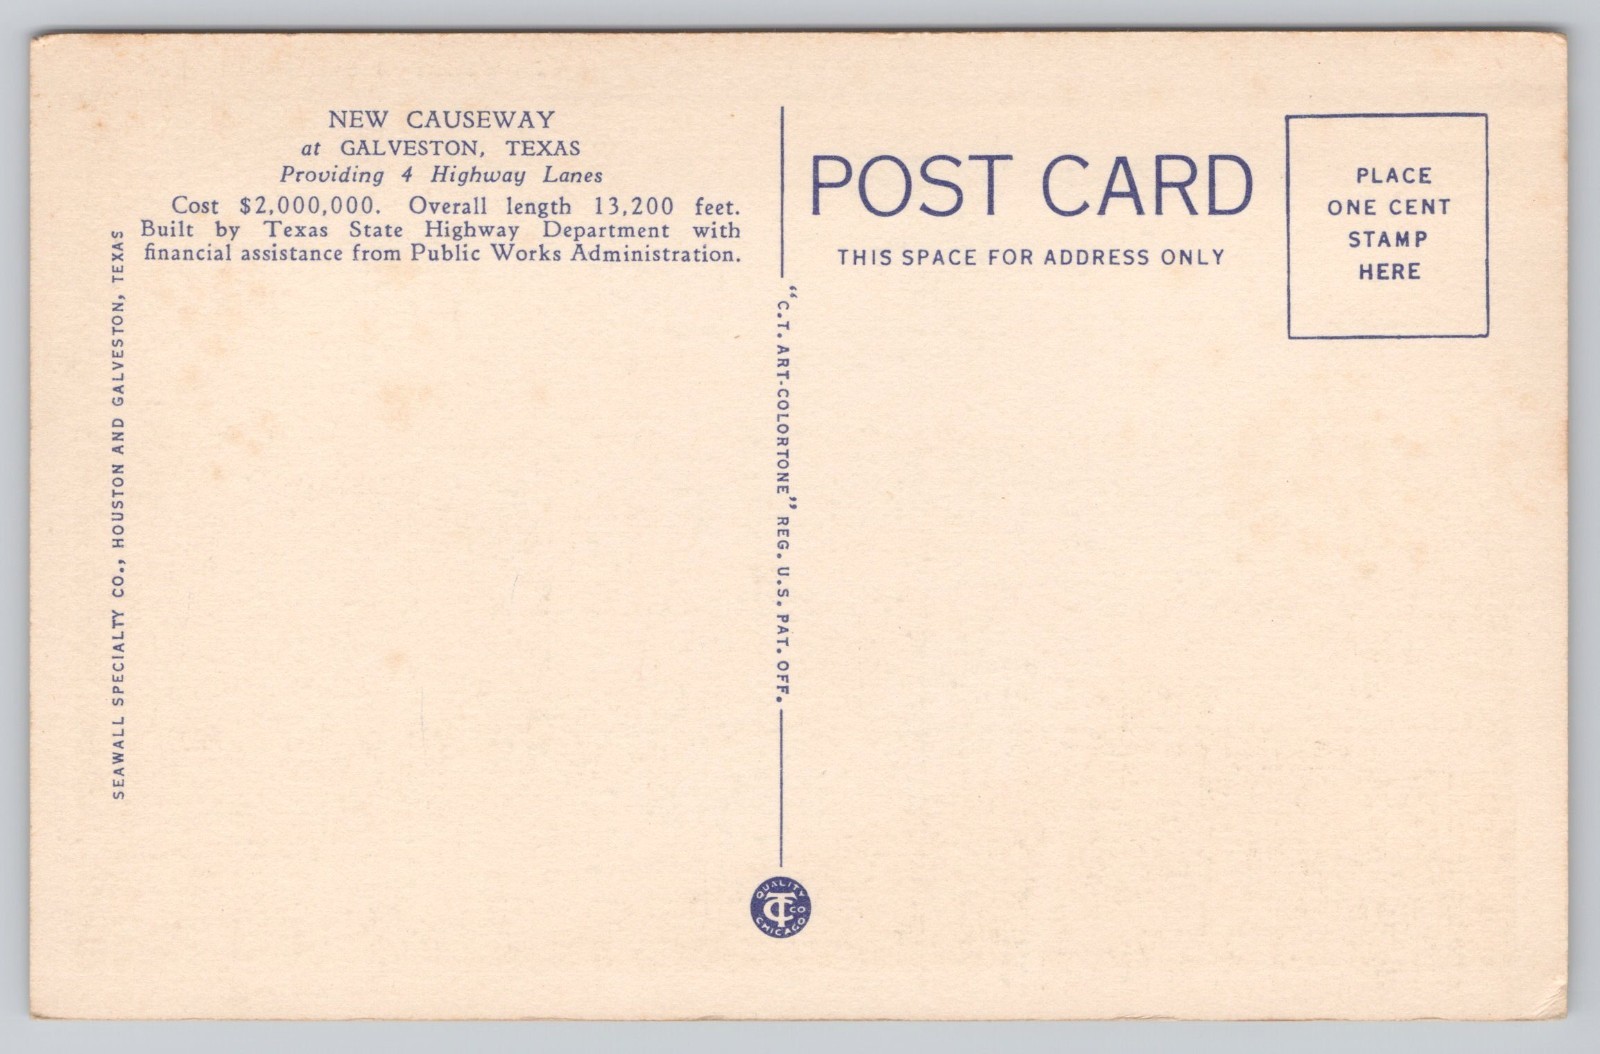 NEW CAUSEWAY
at GALVESTON, TEXAS
Providing 4 Highway Lanes
Cost $2,000,000. Overall length 13,200 feet.
Built by Texas State Highway Department with
financial assistance from Public Works Administration.
SEAWALL SPECIALTY CO., HOUSTON AND GALVESTON, TEXAS
"C.T. ART-COLORTONE" REG. U.S. PAT. OFF.
QUALITY
CT CO
CHICAGO
POST CARD
THIS SPACE FOR ADDRESS ONLY
PLACE
ONE CENT
STAMP
HERE